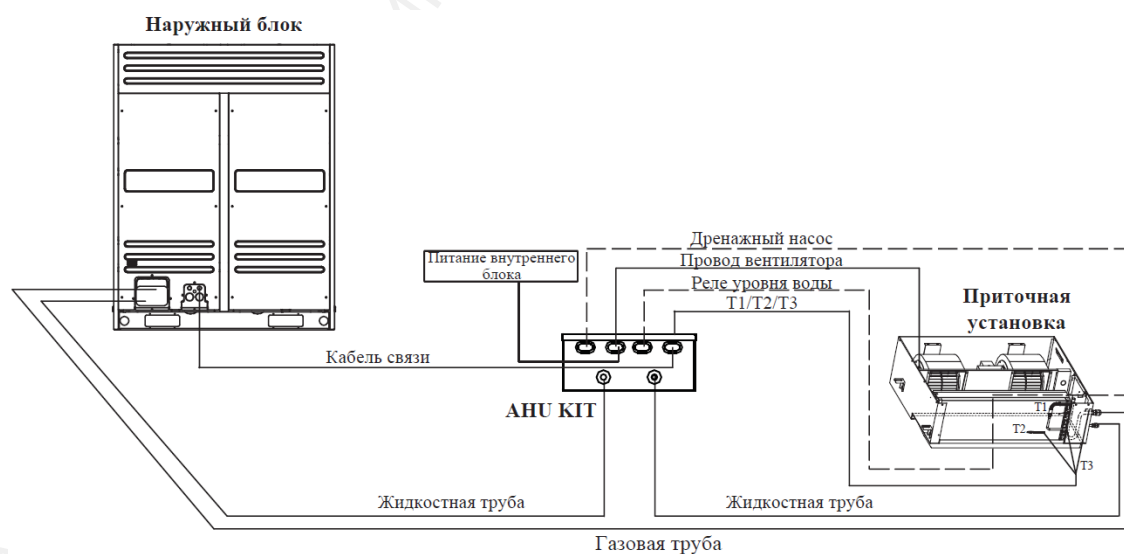 Наружный блок
Дренажный насос
Питание внутреннего
блока
Провод вентилятора
Реле уровня воды
T1/T2/T3
Приточная
установка
Кабель связи
AHU KIT
T1
T2
T3
Жидкостная труба
Жидкостная труба
Газовая труба